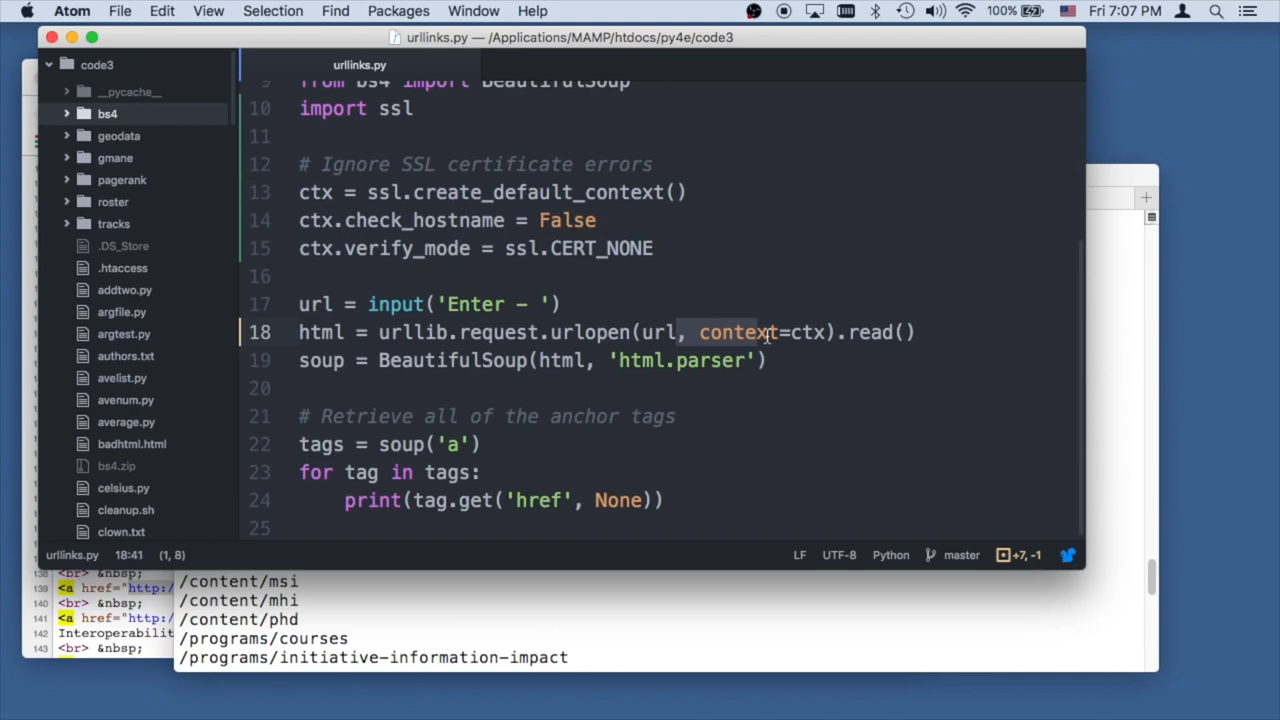 Atom File Edit View Selection Find Packages Window Help 100% Fri 7:07 PM
urllinks.py — /Applications/MAMP/htdocs/py4e/code3
code3
__pycache__
bs4
geodata
gmane
pagerank
roster
tracks
.DS_Store
.htaccess
addtwo.py
argfile.py
argtest.py
authors.txt
avelist.py
avenum.py
average.py
badhtml.html
bs4.zip
celsius.py
cleanup.sh
clown.txt
urllinks.py
9 from bs4 import BeautifulSoup
10 import ssl
11
12 # Ignore SSL certificate errors
13 ctx = ssl.create_default_context()
14 ctx.check_hostname = False
15 ctx.verify_mode = ssl.CERT_NONE
16
17 url = input('Enter - ')
18 html = urllib.request.urlopen(url, context=ctx).read()
19 soup = BeautifulSoup(html, 'html.parser')
20
21 # Retrieve all of the anchor tags
22 tags = soup('a')
23 for tag in tags:
24 print(tag.get('href', None))
25
urllinks.py 18:41 (1, 8) LF UTF-8 Python master +7, -1
138 <br> &nbsp;
139 <a href="http:/
140 <br> &nbsp;
141 <a href="http:/
142 Interoperabilit
143 <br> &nbsp;
/content/msi
/content/mhi
/content/phd
/programs/courses
/programs/initiative-information-impact